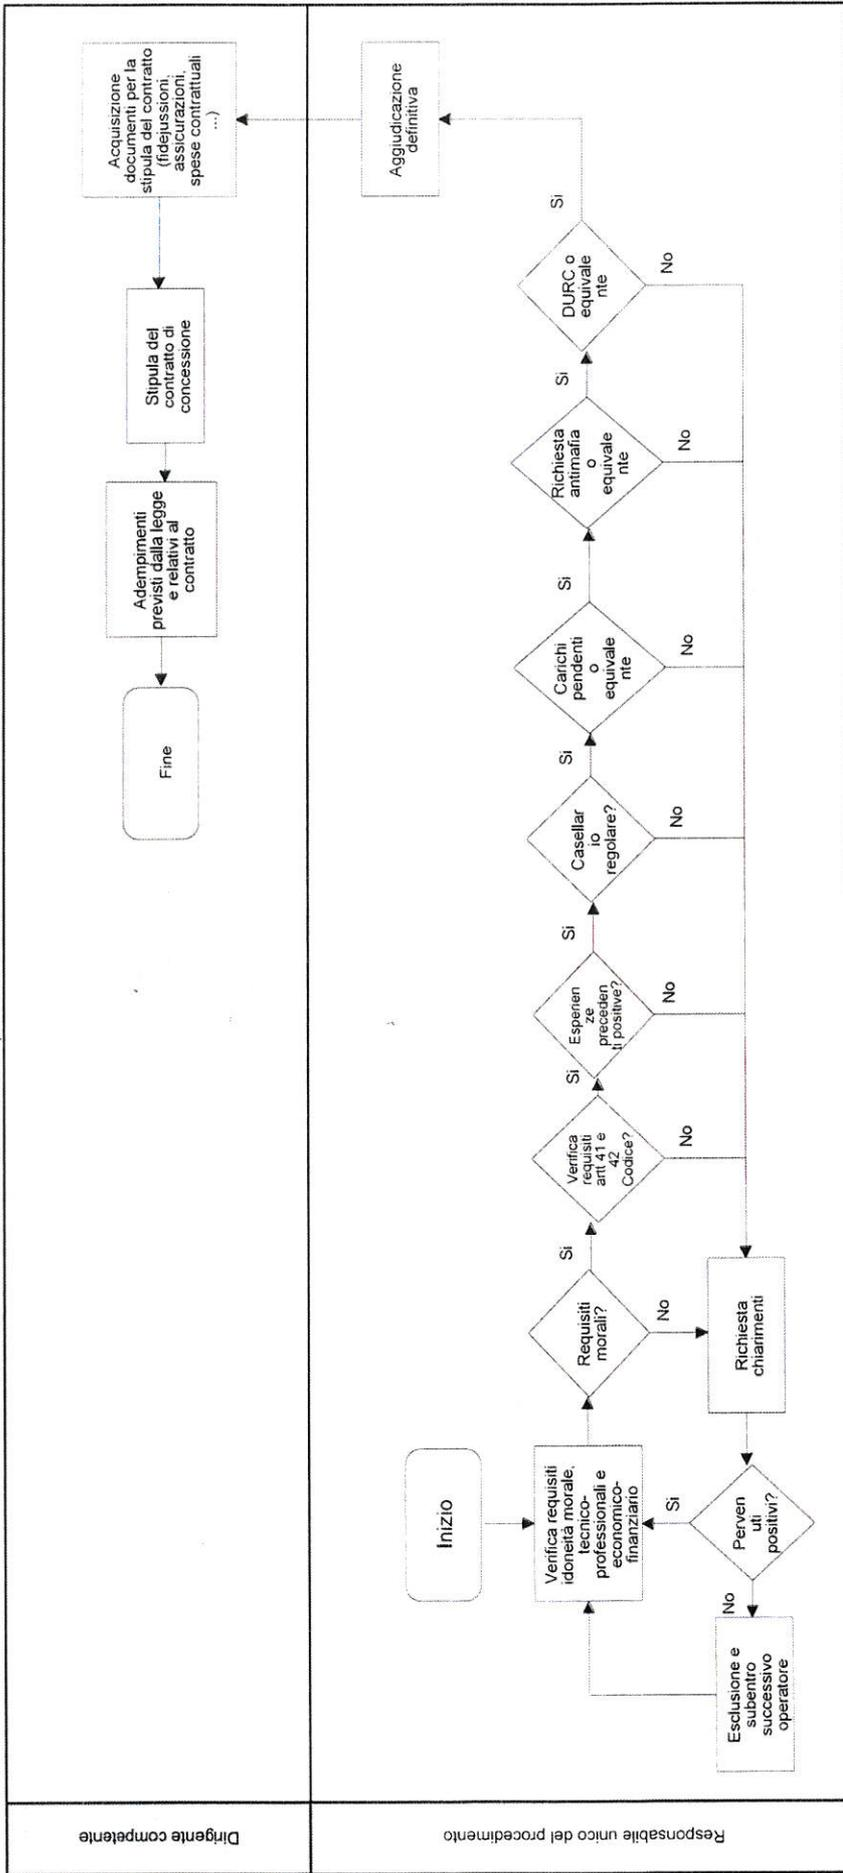 Dirigente competente
Acquisizione
documenti per la
stipula del contratto
(fidejussioni,
assicurazioni,
spese contrattuali
...)
Stipula del
contratto di
concessione
Adempimenti
previsti dalla legge
e relativi al
contratto
Fine
Responsabile unico del procedimento
Inizio
Verifica requisiti
idoneità morale,
tecnico-
professionali e
economico-
finanziario
Requisiti
morali?
Si
No
Verifica
requisiti
artt 41 e
42
Codice?
Si
No
Esperien
ze
preceden
ti positive?
Si
No
Casellar
io
regolare?
Si
No
Carichi
pendenti
o
equivale
nte
Si
No
Richiesta
antimafia
o
equivale
nte
Si
No
DURC o
equivale
nte
Si
No
Aggiudicazione
definitiva
Richiesta
chiarimenti
Perven
uti
positivi?
Si
No
Esclusione e
subentro
successivo
operatore